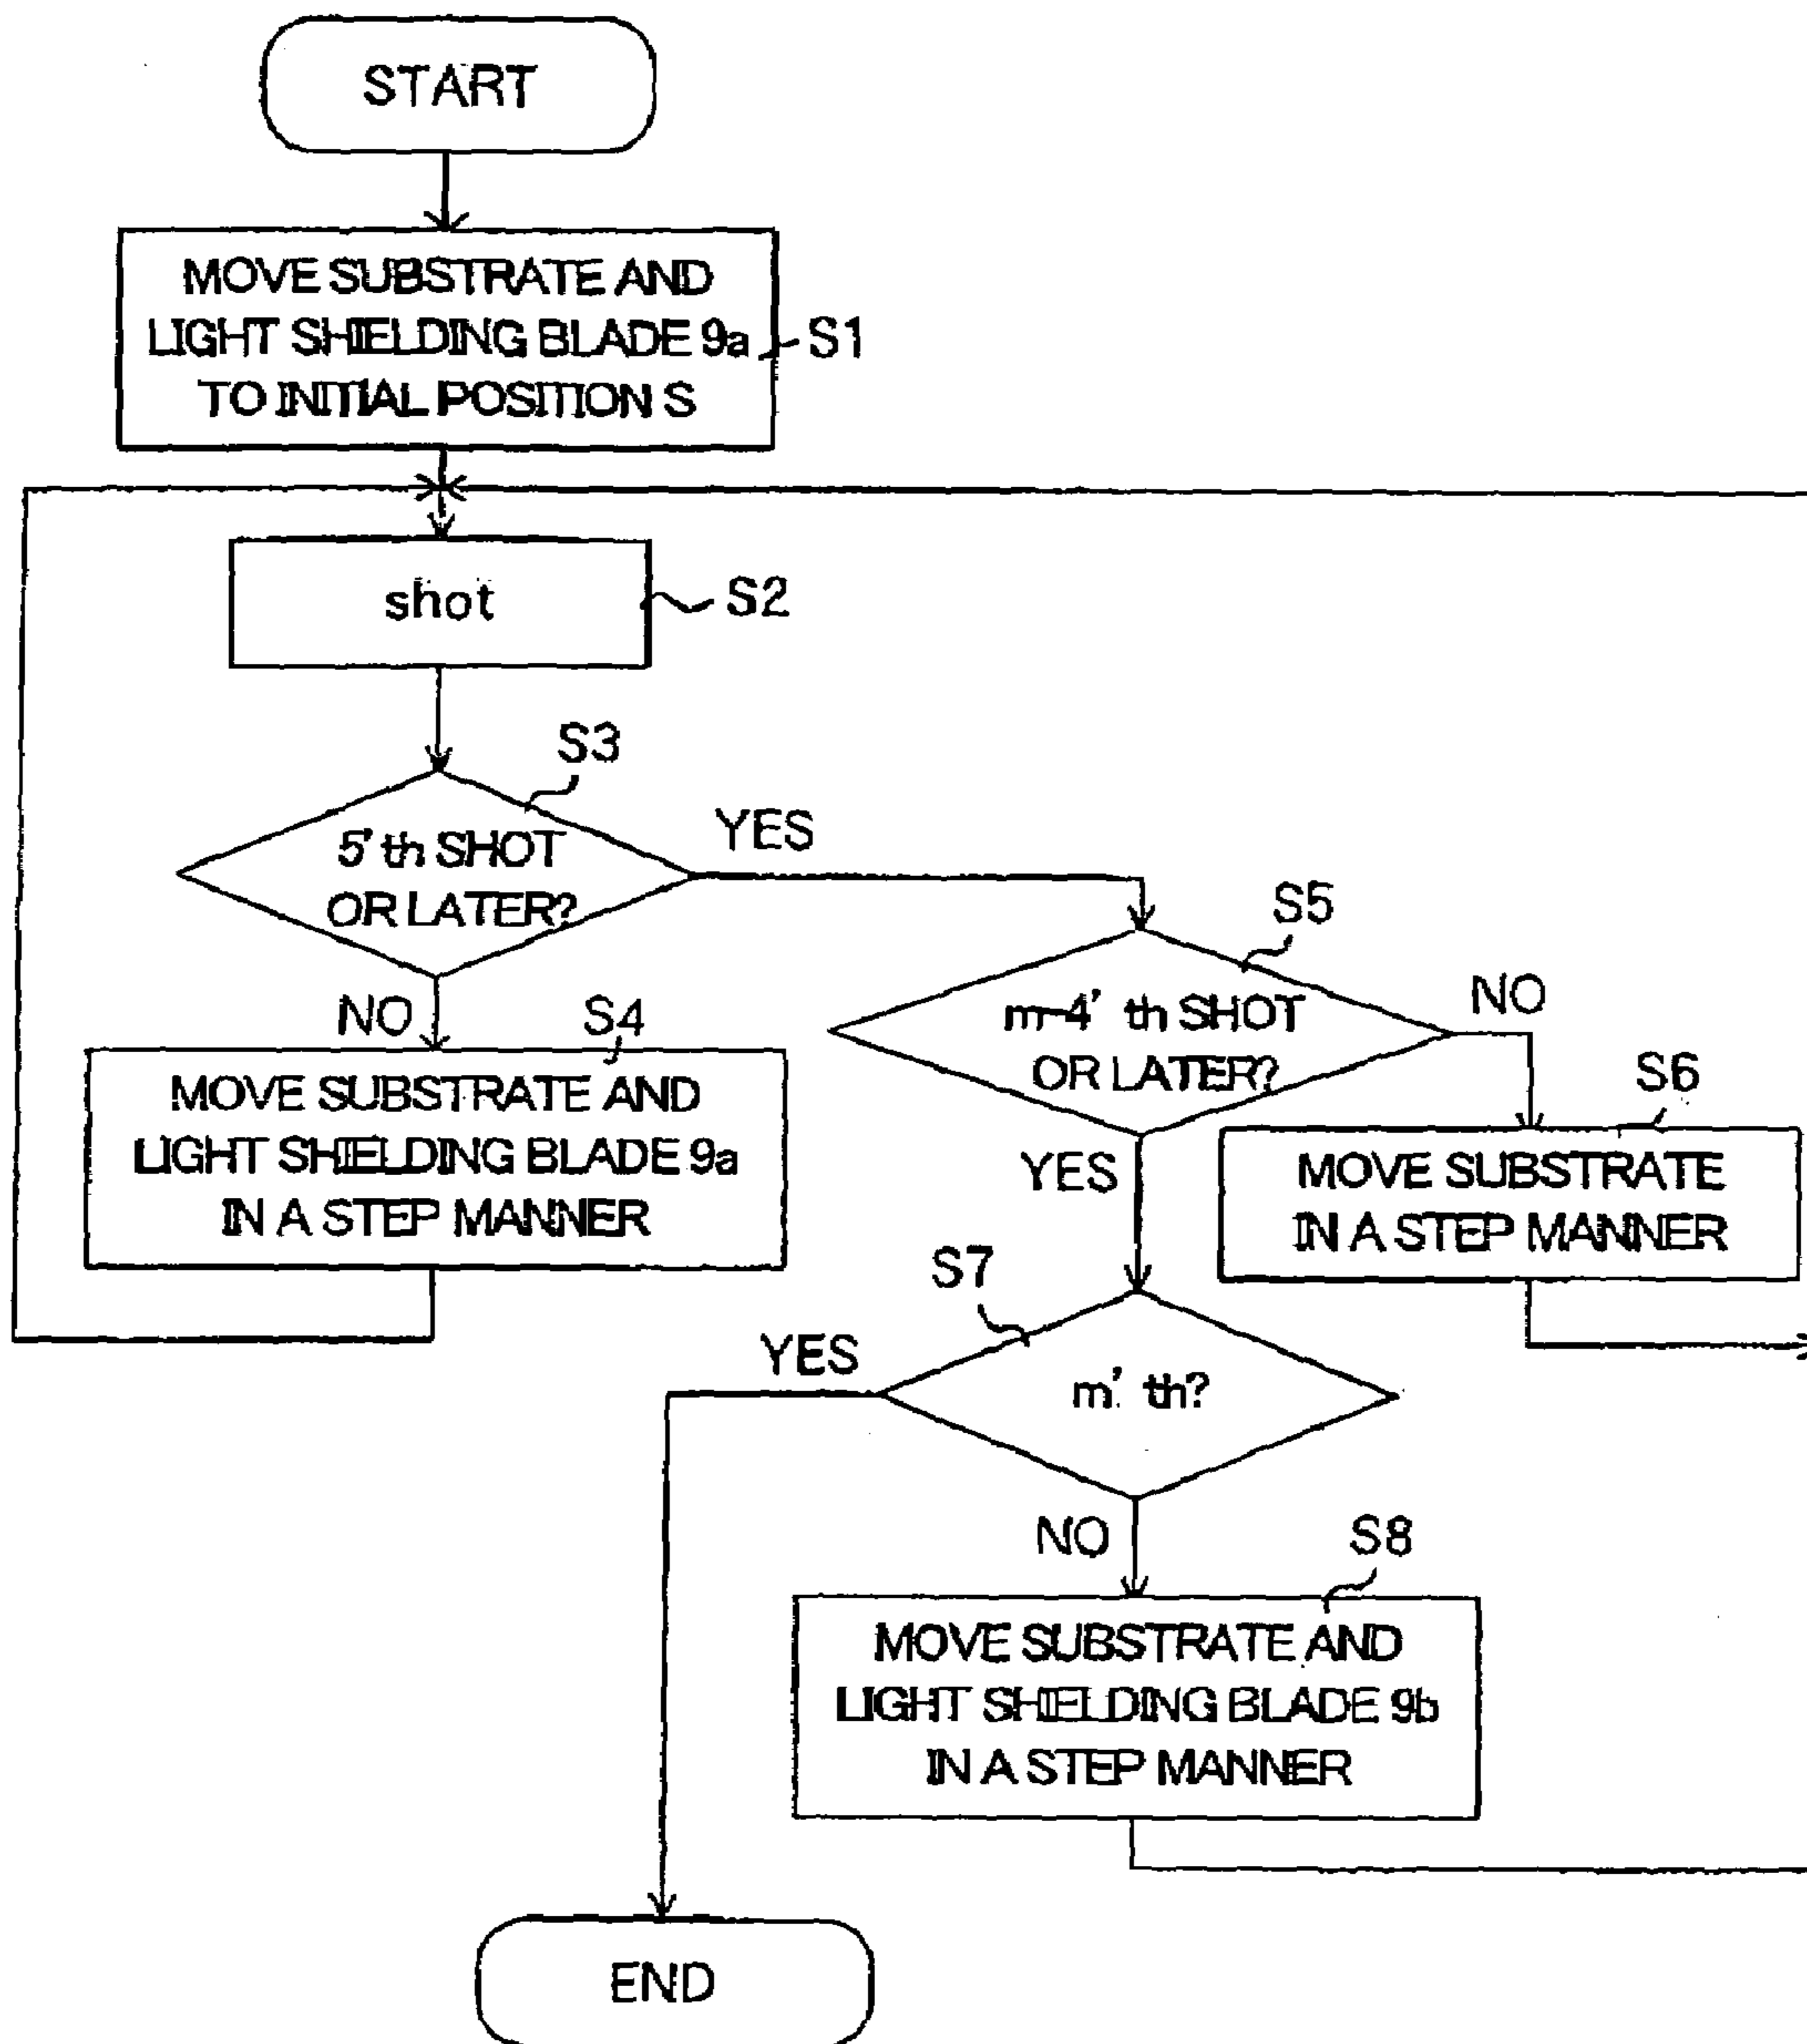 START
MOVE SUBSTRATE AND
LIGHT SHIELDING BLADE 9a
TO INITIAL POSITION S
S1
shot
S2
S3
5'th SHOT
OR LATER?
YES
NO
S4
MOVE SUBSTRATE AND
LIGHT SHIELDING BLADE 9a
IN A STEP MANNER
S5
m-4' th SHOT
OR LATER?
NO
YES
S6
MOVE SUBSTRATE
IN A STEP MANNER
S7
m' th?
YES
NO
S8
MOVE SUBSTRATE AND
LIGHT SHIELDING BLADE 9b
IN A STEP MANNER
END